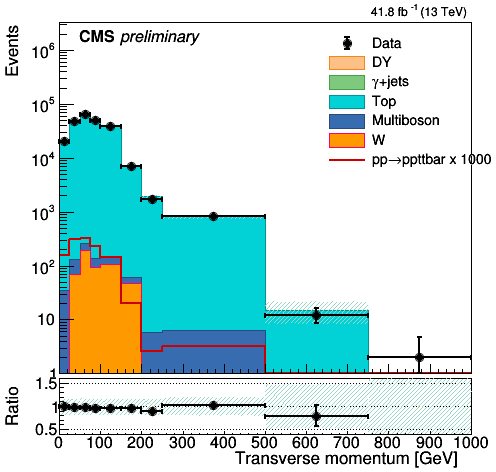 41.8 fb⁻¹ (13 TeV)
CMS preliminary
Events
10⁶
10⁵
10⁴
10³
10²
10
1
Data
DY
γ+jets
Top
Multiboson
W
pp→ppttbar x 1000
Ratio
1.5
1
0.5
0 100 200 300 400 500 600 700 800 900 1000
Transverse momentum [GeV]